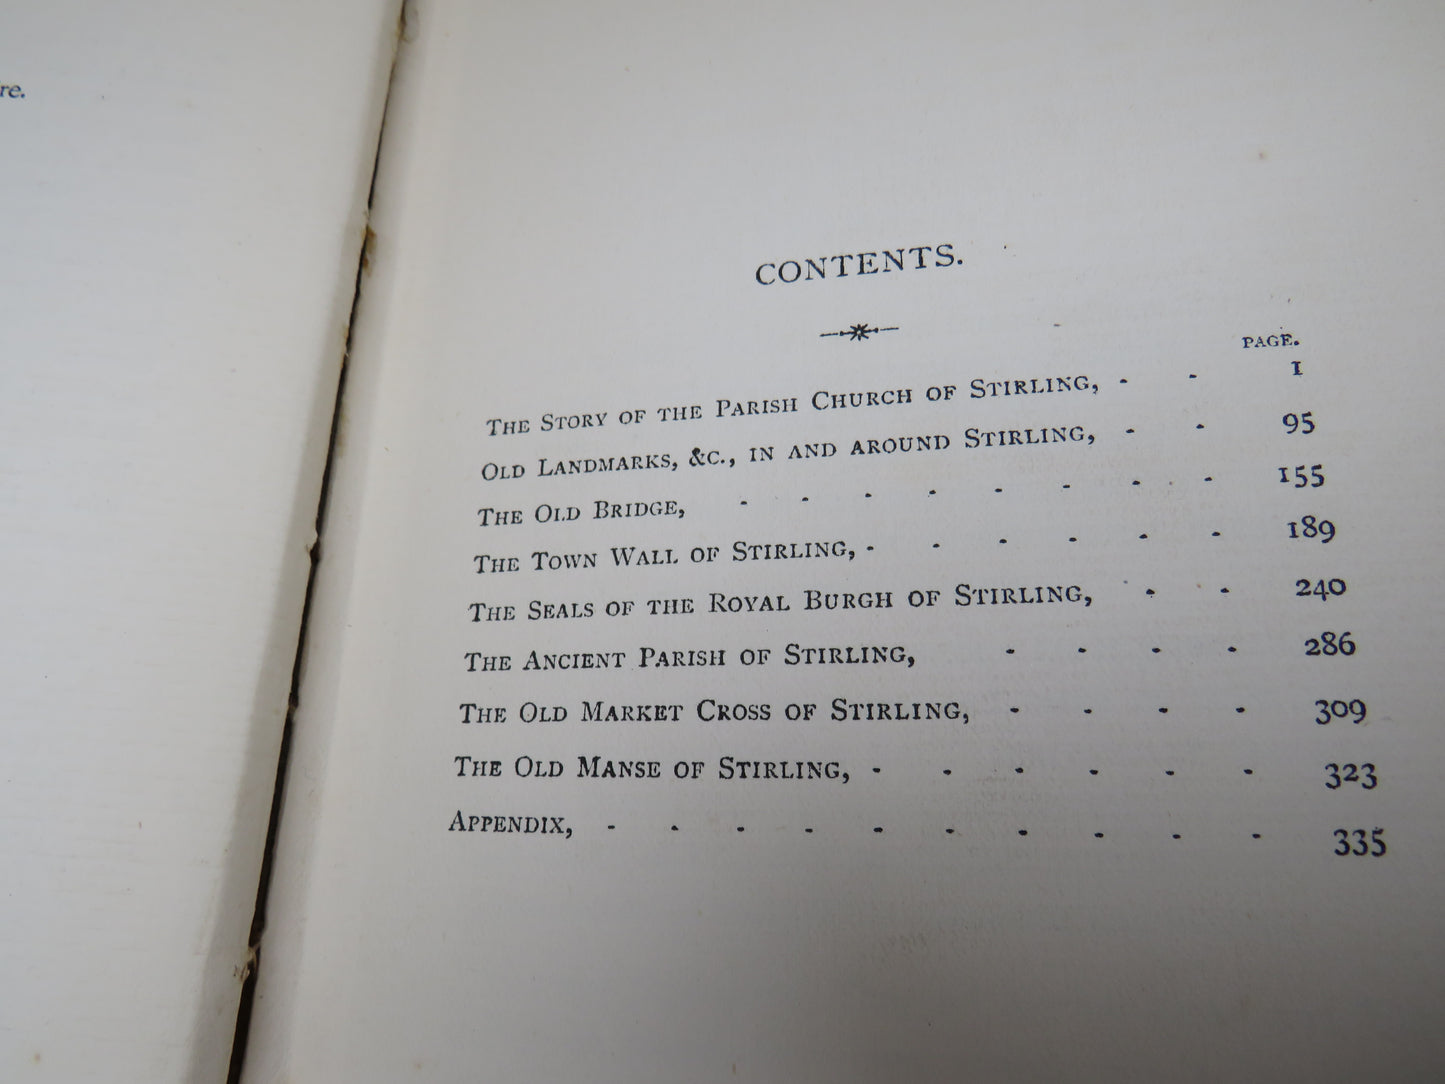 re.
CONTENTS.
PAGE.
THE STORY OF THE PARISH CHURCH OF STIRLING, - - 1
OLD LANDMARKS, &C., IN AND AROUND STIRLING, - - 95
THE OLD BRIDGE, - - - - - - - - 155
THE TOWN WALL OF STIRLING, - - - - - - 189
THE SEALS OF THE ROYAL BURGH OF STIRLING, - - 240
THE ANCIENT PARISH OF STIRLING, - - - - 286
THE OLD MARKET CROSS OF STIRLING, - - - - 309
THE OLD MANSE OF STIRLING, - - - - - - 323
APPENDIX, - - - - - - - - - - 335